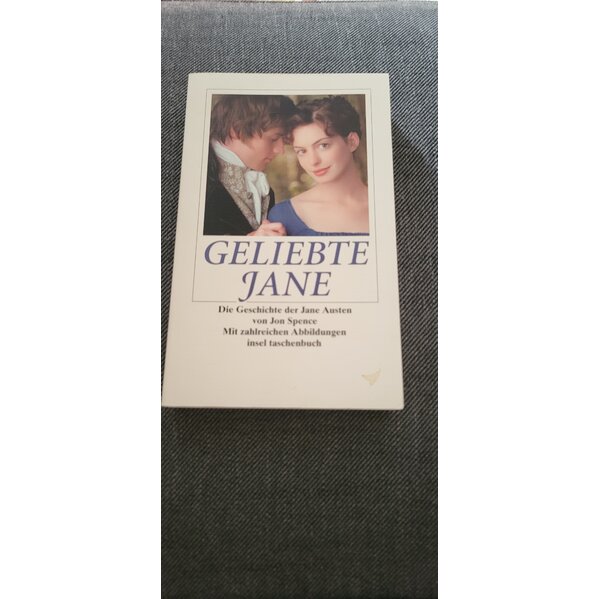 GELIEBTE
JANE
Die Geschichte der Jane Austen
von Jon Spence
Mit zahlreichen Abbildungen
insel taschenbuch